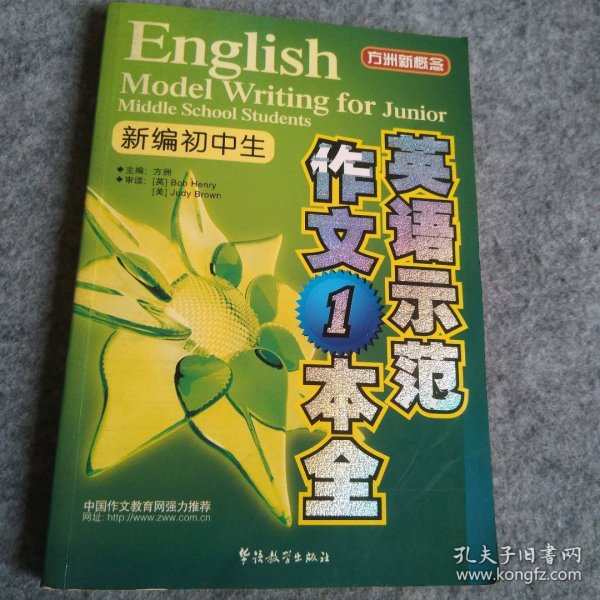 English
方洲新概念
Model Writing for Junior
Middle School Students
新编初中生
◆主编：方洲
◆审读：[英] Bob Henry
[美] Judy Brown
英语示范
作文1本全
中国作文教育网强力推荐
网址: http://www.zww.com.cn
华语教学出版社
孔夫子旧书网
www.kongfz.com